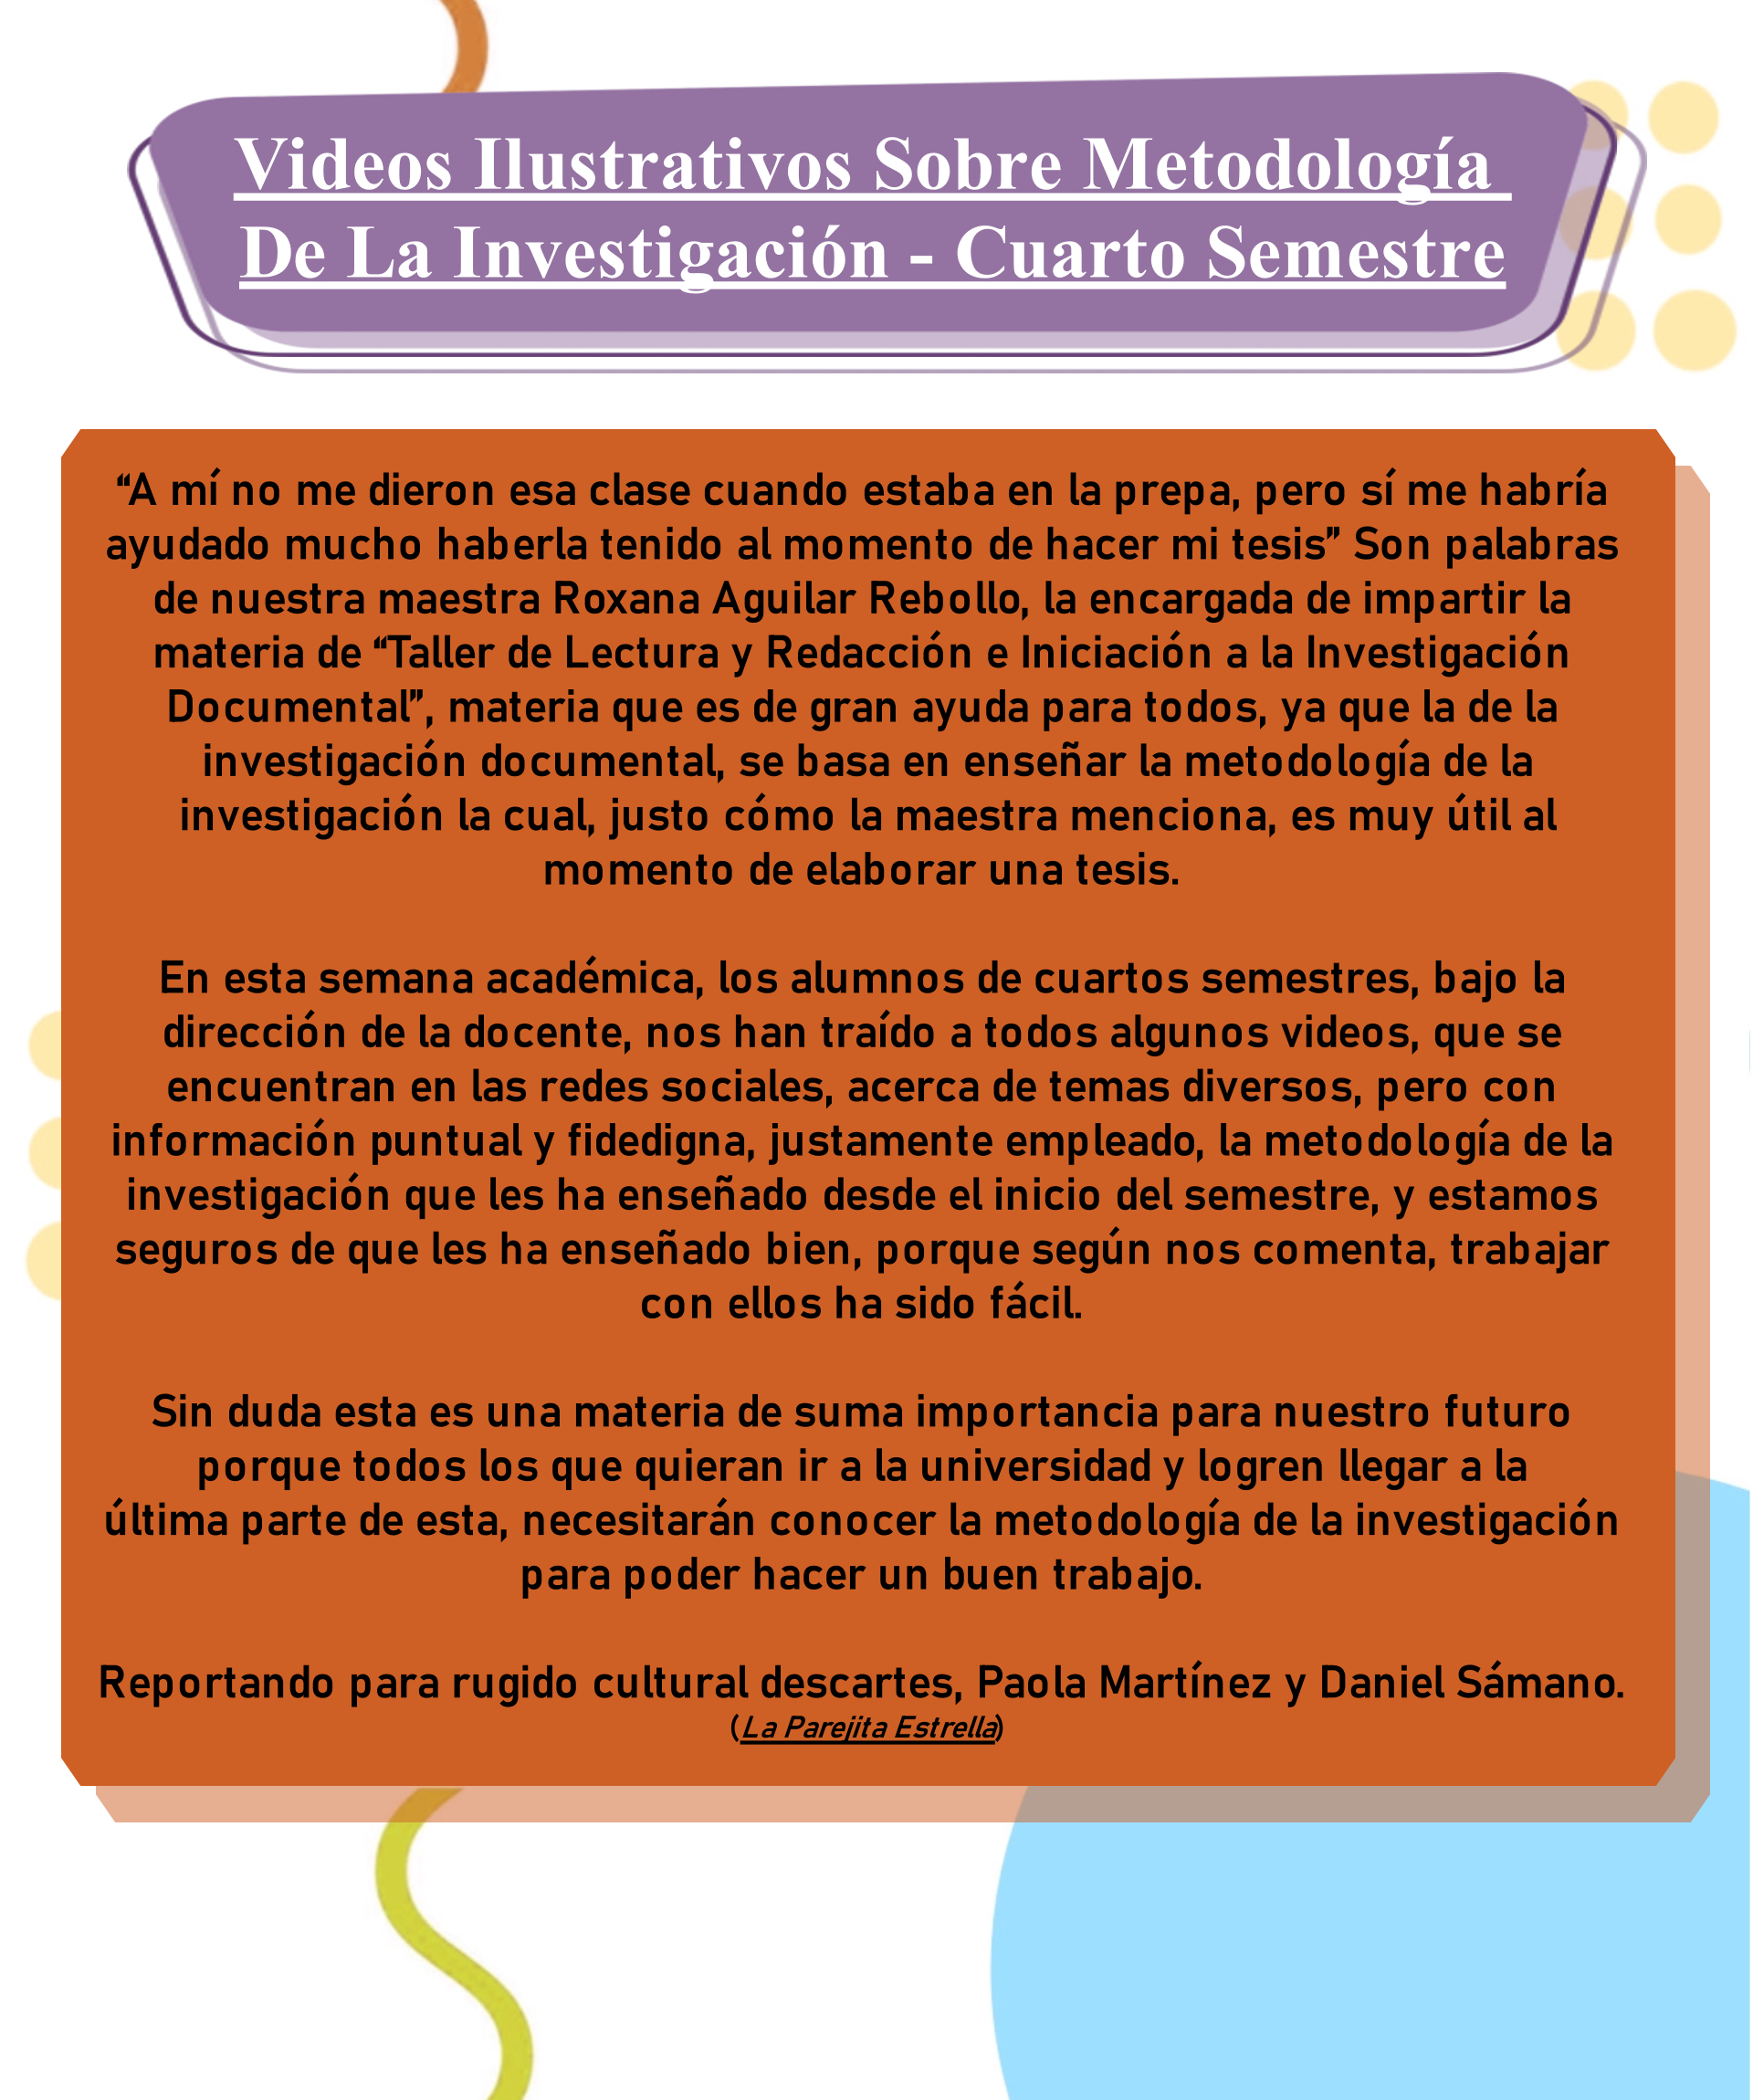 Videos Ilustrativos Sobre Metodología
De La Investigación - Cuarto Semestre
“A mí no me dieron esa clase cuando estaba en la prepa, pero sí me habría
ayudado mucho haberla tenido al momento de hacer mi tesis” Son palabras
de nuestra maestra Roxana Aguilar Rebollo, la encargada de impartir la
materia de “Taller de Lectura y Redacción e Iniciación a la Investigación
Documental”, materia que es de gran ayuda para todos, ya que la de la
investigación documental, se basa en enseñar la metodología de la
investigación la cual, justo cómo la maestra menciona, es muy útil al
momento de elaborar una tesis.
En esta semana académica, los alumnos de cuartos semestres, bajo la
dirección de la docente, nos han traído a todos algunos videos, que se
encuentran en las redes sociales, acerca de temas diversos, pero con
información puntual y fidedigna, justamente empleado, la metodología de la
investigación que les ha enseñado desde el inicio del semestre, y estamos
seguros de que les ha enseñado bien, porque según nos comenta, trabajar
con ellos ha sido fácil.
Sin duda esta es una materia de suma importancia para nuestro futuro
porque todos los que quieran ir a la universidad y logren llegar a la
última parte de esta, necesitarán conocer la metodología de la investigación
para poder hacer un buen trabajo.
Reportando para rugido cultural descartes, Paola Martínez y Daniel Sámano.
(La Parejita Estrella)